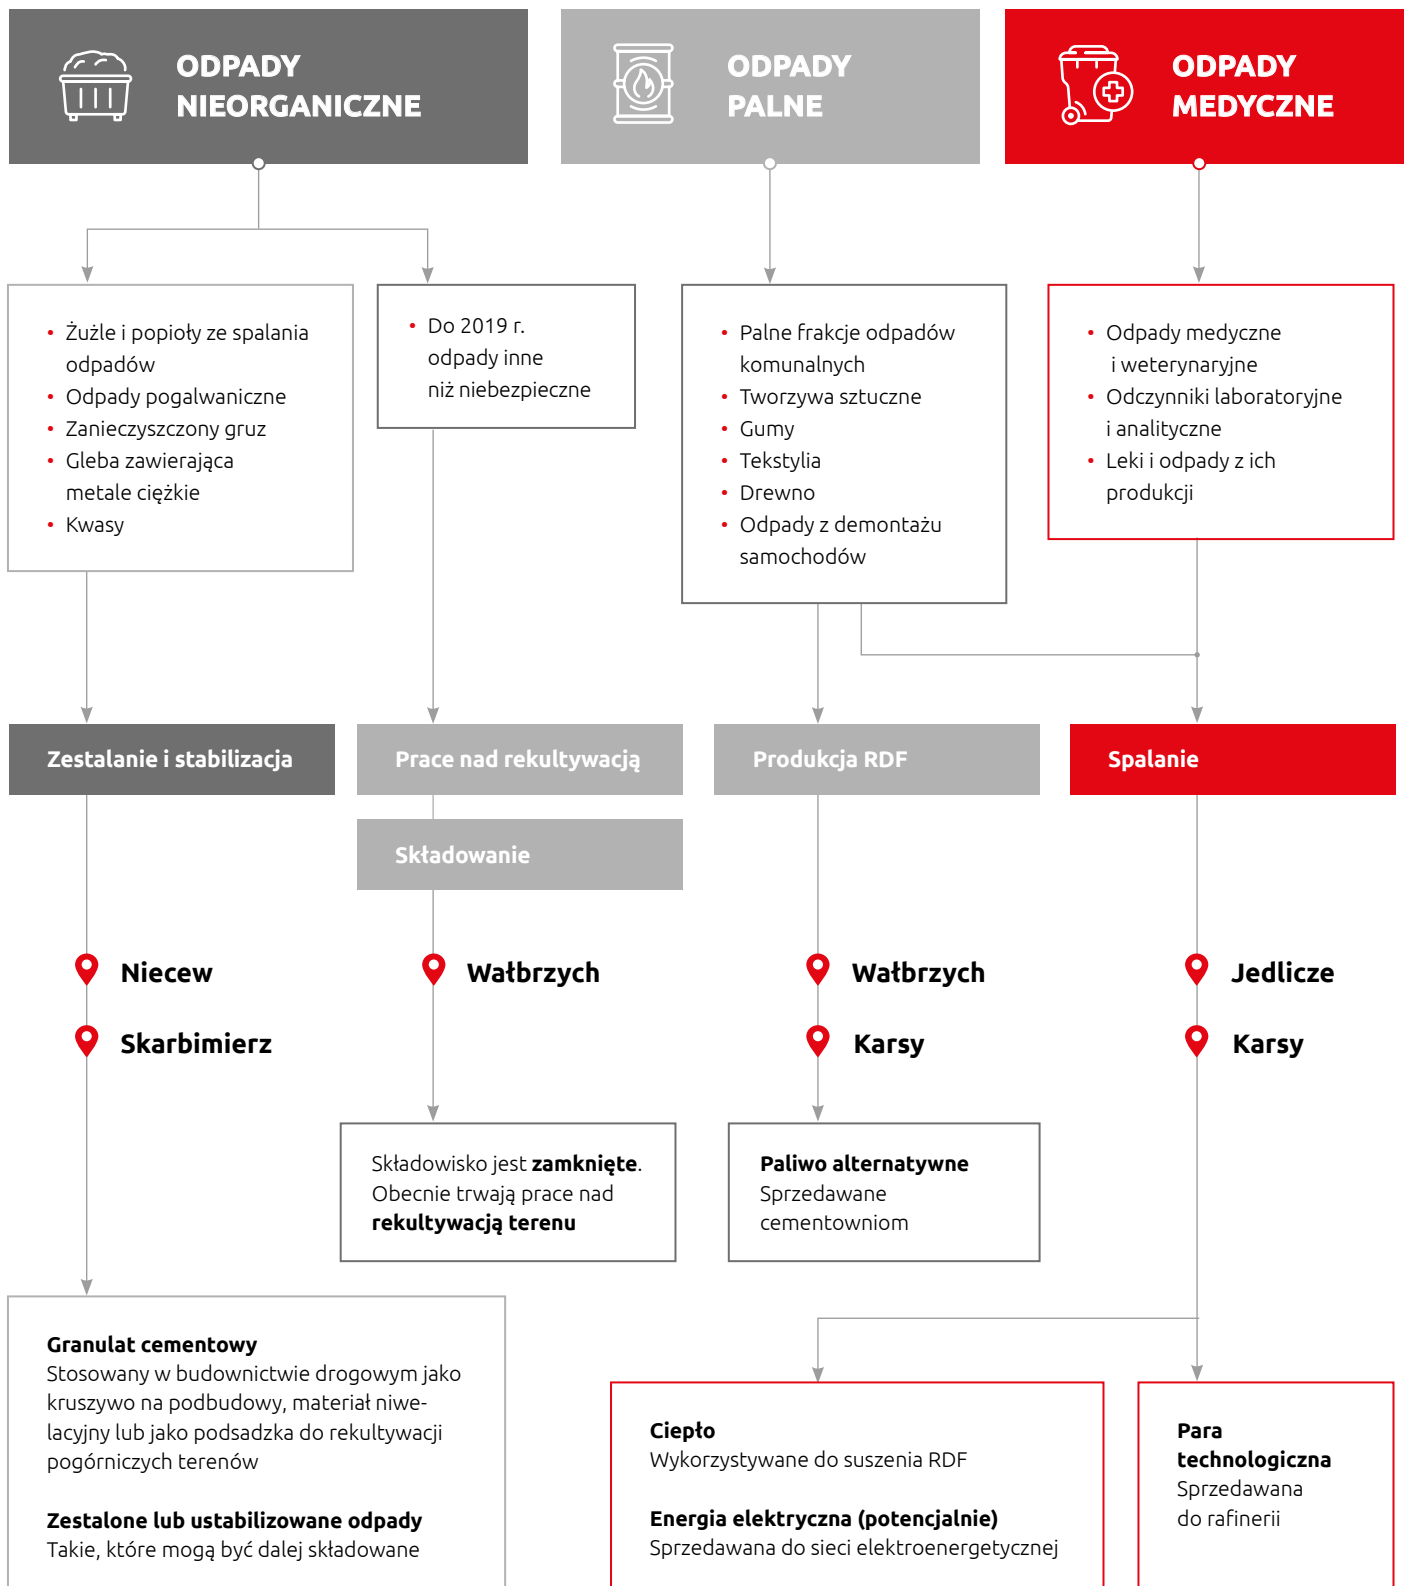 ODPADY
NIEORGANICZNE
ODPADY
PALNE
ODPADY
MEDYCZNE
• Żużle i popioły ze spalania
odpadów
• Odpady pogalwaniczne
• Zanieczyszczony gruz
• Gleba zawierająca
metale ciężkie
• Kwasy
• Do 2019 r.
odpady inne
niż niebezpieczne
• Palne frakcje odpadów
komunalnych
• Tworzywa sztuczne
• Gumy
• Tekstylia
• Drewno
• Odpady z demontażu
samochodów
• Odpady medyczne
i weterynaryjne
• Odczynniki laboratoryjne
i analityczne
• Leki i odpady z ich
produkcji
Zestalanie i stabilizacja
Prace nad rekultywacją
Produkcja RDF
Spalanie
Składowanie
Niecew
Skarbimierz
Wałbrzych
Wałbrzych
Karsy
Jedlicze
Karsy
Składowisko jest zamknięte.
Obecnie trwają prace nad
rekultywacją terenu
Paliwo alternatywne
Sprzedawane
cementowniom
Granulat cementowy
Stosowany w budownictwie drogowym jako
kruszywo na podbudowy, materiał niwe-
lacyjny lub jako podsadzka do rekultywacji
pogórniczych terenów
Zestalone lub ustabilizowane odpady
Takie, które mogą być dalej składowane
Ciepło
Wykorzystywane do suszenia RDF
Energia elektryczna (potencjalnie)
Sprzedawana do sieci elektroenergetycznej
Para
technologiczna
Sprzedawana
do rafinerii